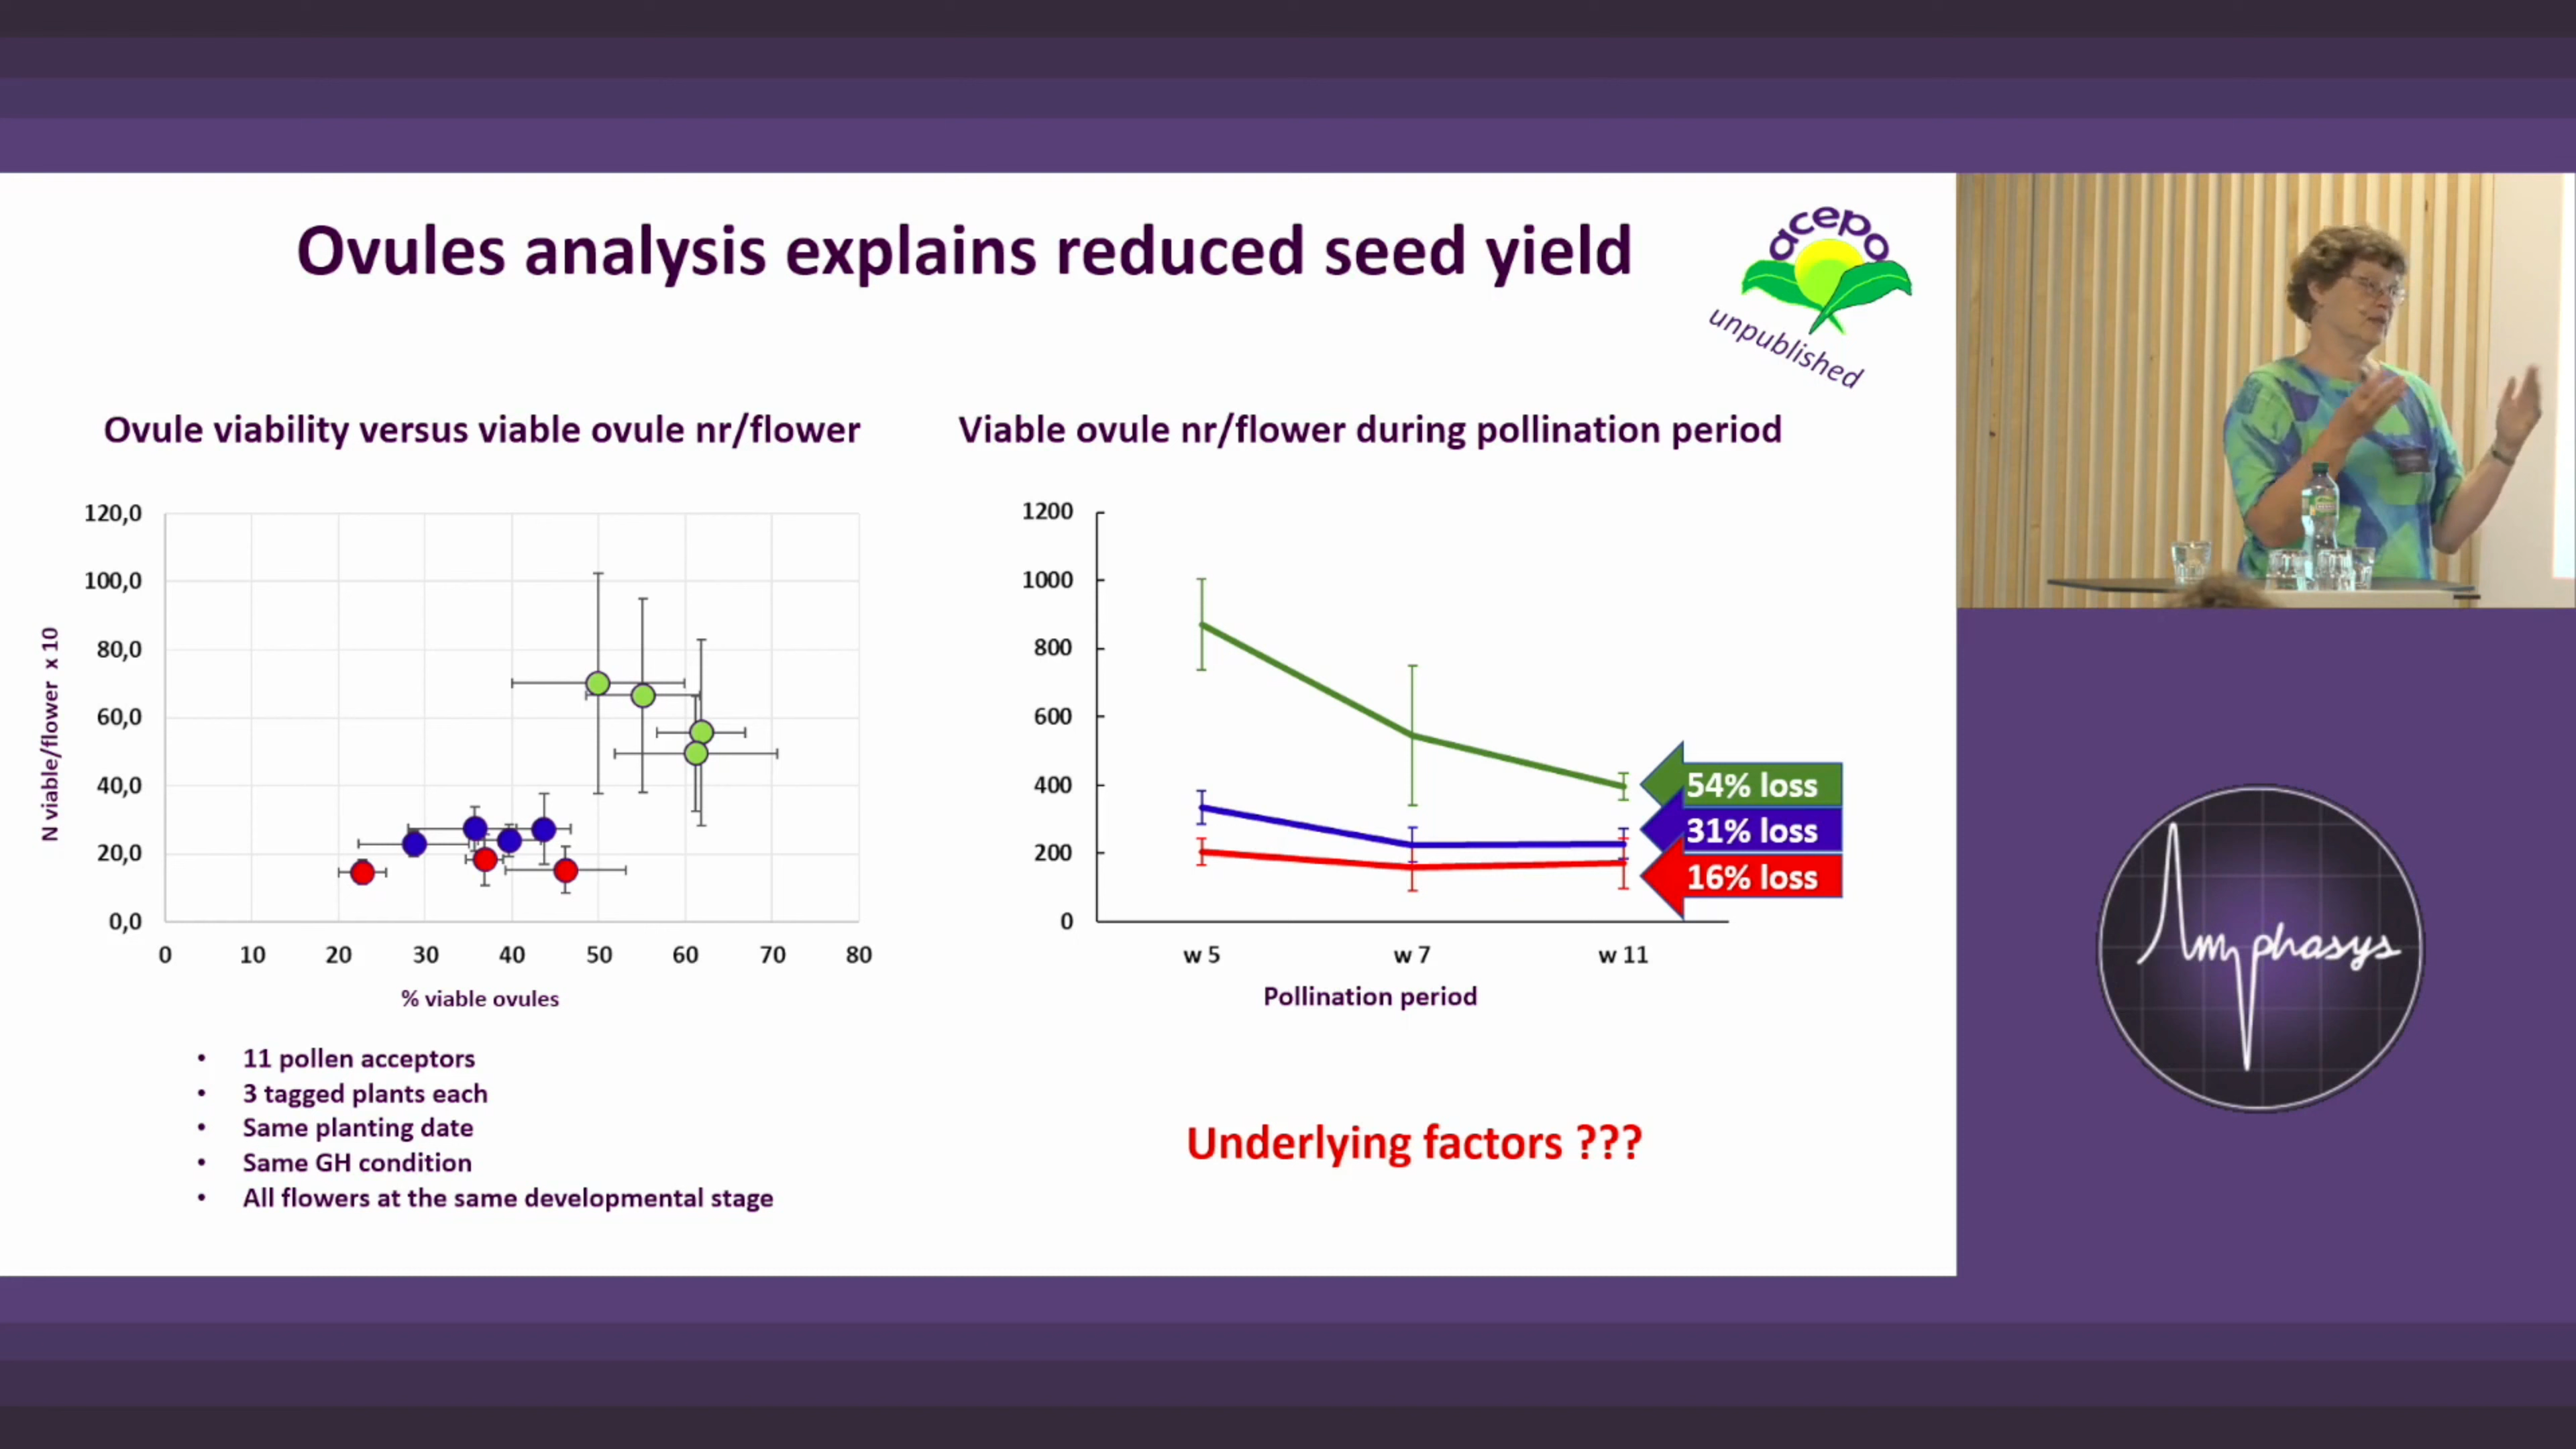 Ovules analysis explains reduced seed yield
acepo
unpublished
Ovule viability versus viable ovule nr/flower
120,0
100,0
80,0
60,0
40,0
20,0
0,0
N viable/flower x 10
0 10 20 30 40 50 60 70 80
% viable ovules
Viable ovule nr/flower during pollination period
1200
1000
800
600
400
200
0
54% loss
31% loss
16% loss
w 5 w 7 w 11
Pollination period
• 11 pollen acceptors
• 3 tagged plants each
• Same planting date
• Same GH condition
• All flowers at the same developmental stage
Underlying factors ???
Amphasys